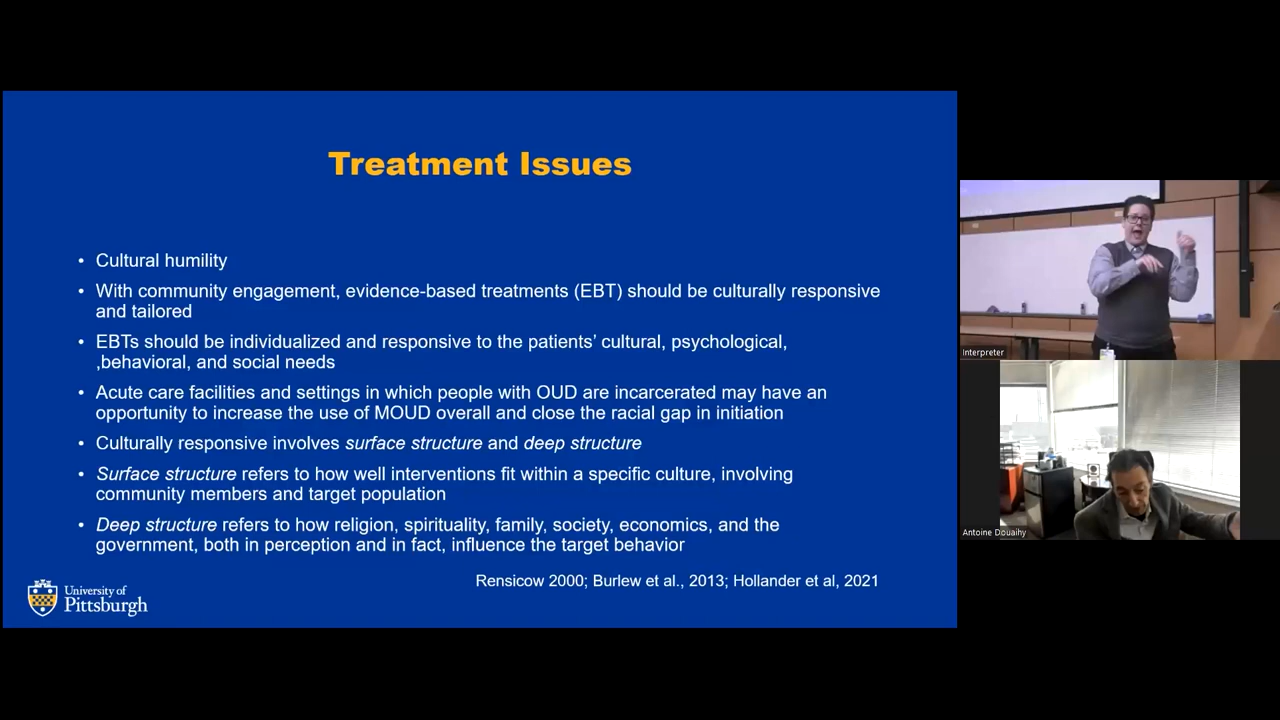 Treatment Issues
• Cultural humility
• With community engagement, evidence-based treatments (EBT) should be culturally responsive
and tailored
• EBTs should be individualized and responsive to the patients’ cultural, psychological,
,behavioral, and social needs
• Acute care facilities and settings in which people with OUD are incarcerated may have an
opportunity to increase the use of MOUD overall and close the racial gap in initiation
• Culturally responsive involves surface structure and deep structure
• Surface structure refers to how well interventions fit within a specific culture, involving
community members and target population
• Deep structure refers to how religion, spirituality, family, society, economics, and the
government, both in perception and in fact, influence the target behavior
Rensicow 2000; Burlew et al., 2013; Hollander et al, 2021
University of
Pittsburgh
Interpreter
Antoine Douaihy